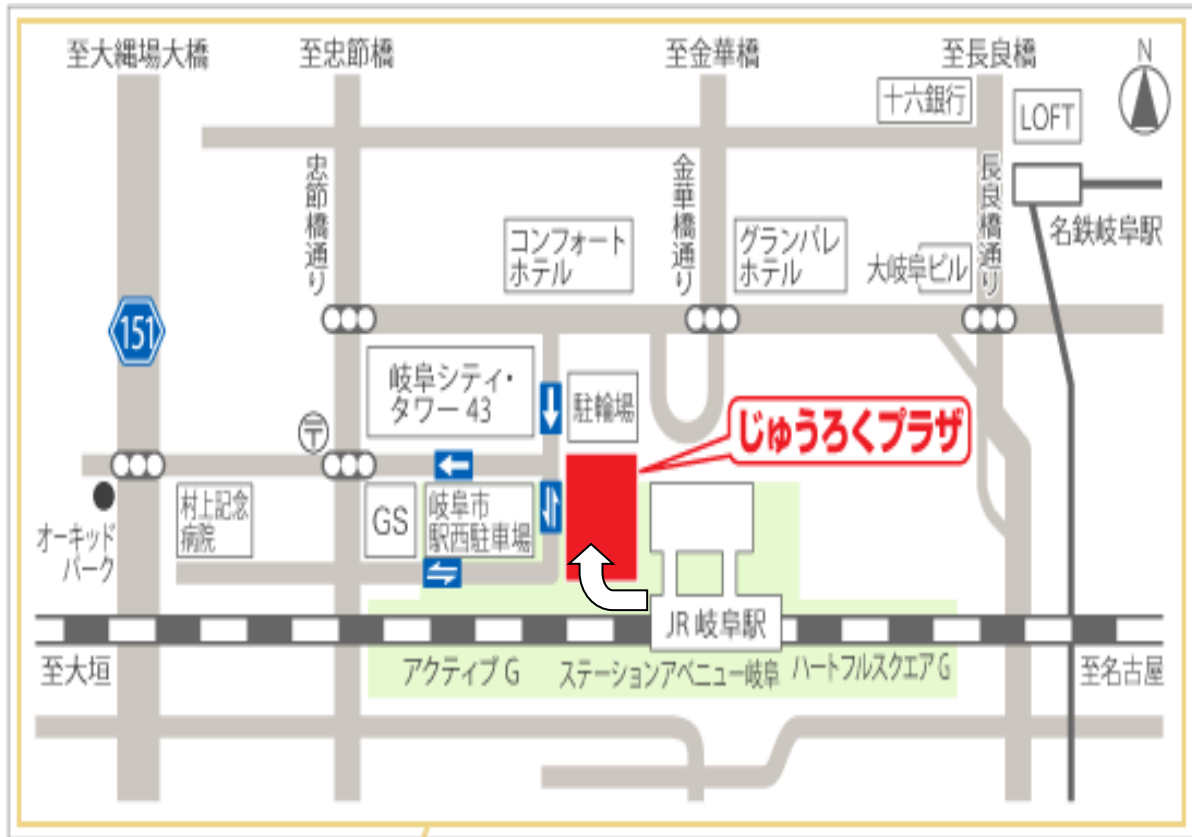 至大縄場大橋
至忠節橋
至金華橋
至長良橋
N
十六銀行
LOFT
忠節橋通り
金華橋通り
長良橋通り
コンフォート
ホテル
グランパレ
ホテル
大岐阜ビル
名鉄岐阜駅
151
岐阜シティ・
タワー43
駐輪場
じゅうろくプラザ
〒
村上記念
病院
GS
岐阜市
駅西駐車場
オーキッド
パーク
JR岐阜駅
至大垣
アクティブG
ステーションアベニュー岐阜
ハートフルスクエアG
至名古屋